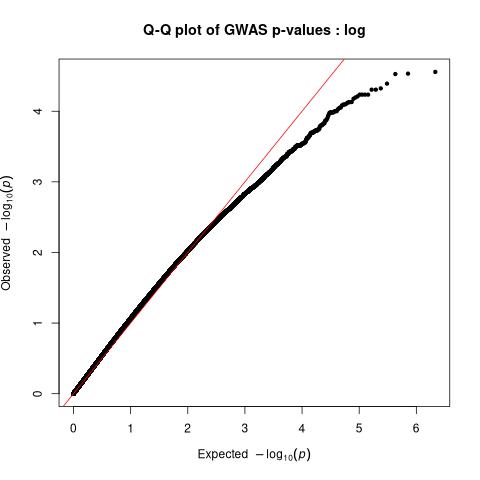 Q-Q plot of GWAS p-values : log
Observed −log10(p)
4
3
2
1
0
0 1 2 3 4 5 6
Expected −log10(p)